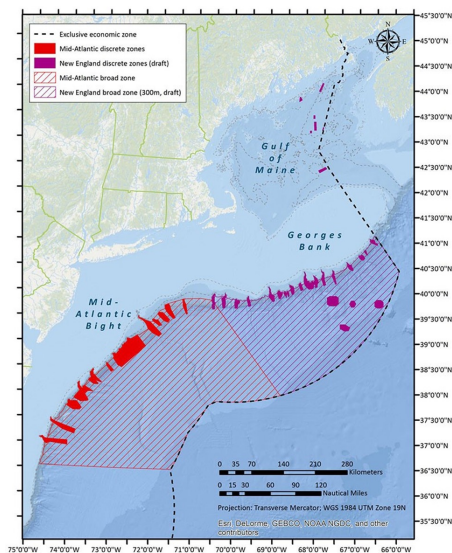 Exclusive economic zone
Mid-Atlantic discrete zones
New England discrete zones (draft)
Mid-Atlantic broad zone
New England broad zone (300m, draft)
N
W E
S
Gulf
of
Maine
Georges
Bank
Mid-
Atlantic
Bight
45°30'0"N
45°0'0"N
44°30'0"N
44°0'0"N
43°30'0"N
43°0'0"N
42°30'0"N
42°0'0"N
41°30'0"N
41°0'0"N
40°30'0"N
40°0'0"N
39°30'0"N
39°0'0"N
38°30'0"N
38°0'0"N
37°30'0"N
37°0'0"N
36°30'0"N
35°30'0"N
0 35 70 140 210 280
Kilometers
0 15 30 60 90 120
Nautical Miles
Projection: Transverse Mercator; WGS 1984 UTM Zone 19N
Esri, DeLorme, GEBCO, NOAA NGDC, and other
contributors
75°0'0"W 74°0'0"W 73°0'0"W 72°0'0"W 71°0'0"W 70°0'0"W 69°0'0"W 68°0'0"W 67°0'0"W 66°0'0"W